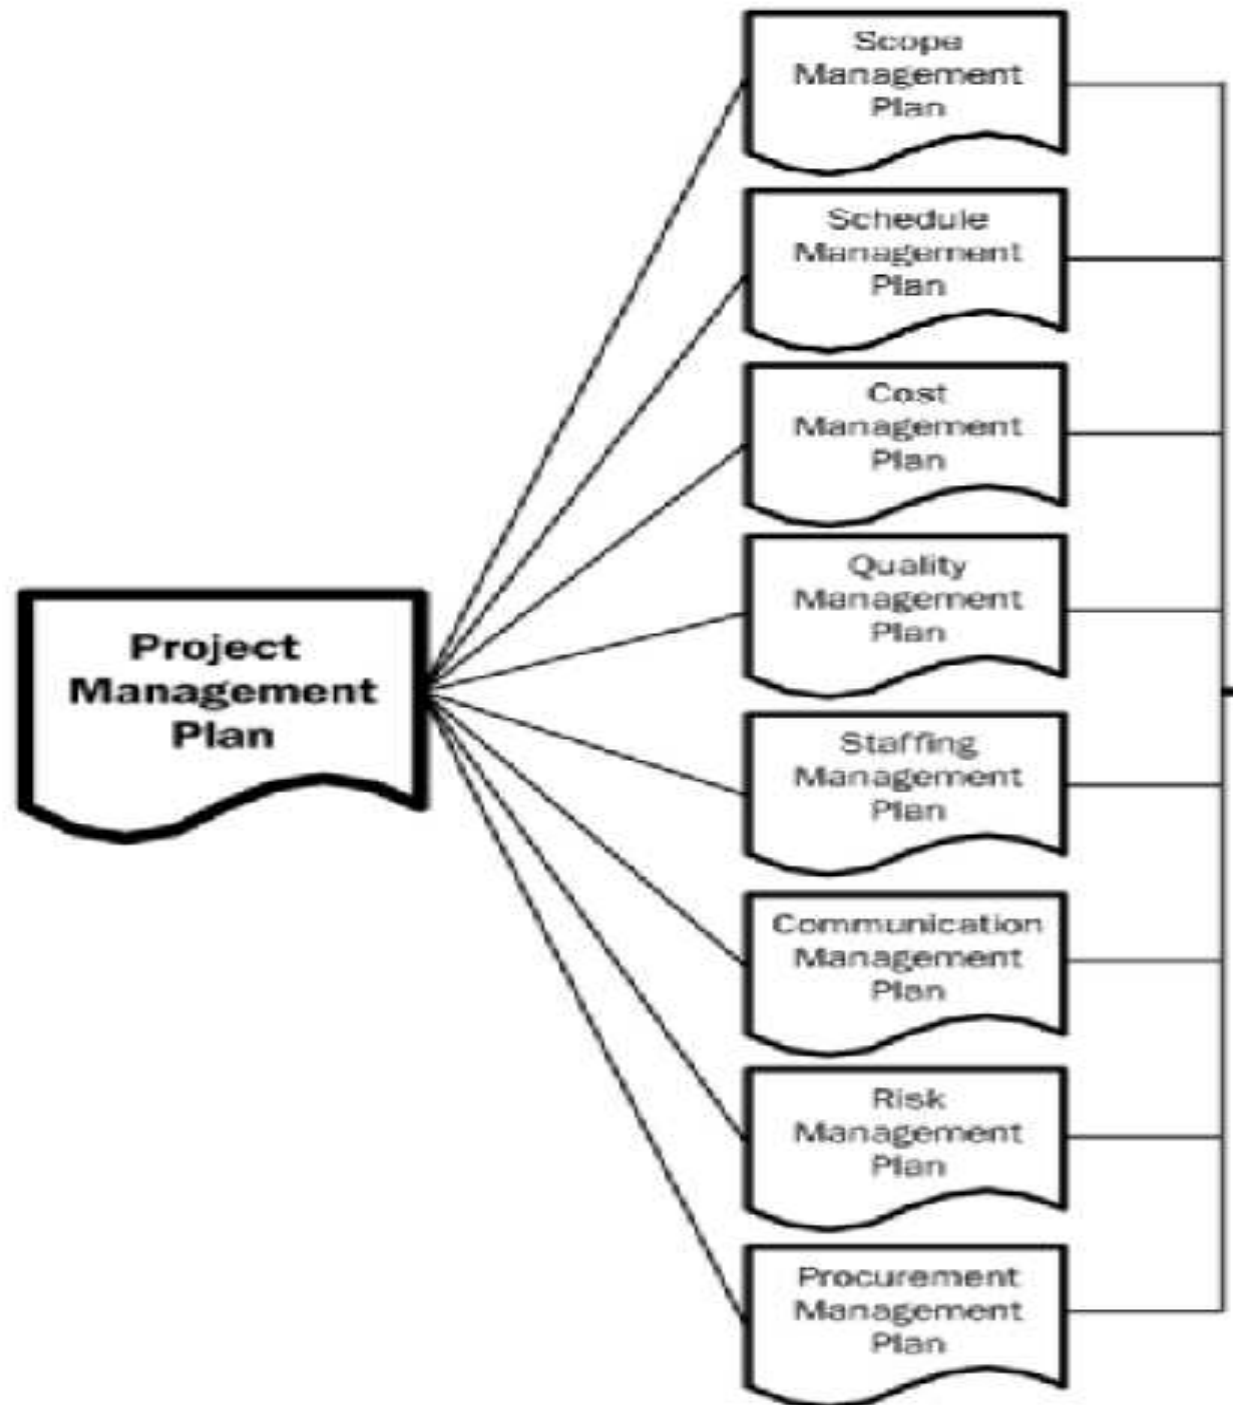 Scope
Management
Plan
Schedule
Management
Plan
Cost
Management
Plan
Quality
Management
Plan
Project
Management
Plan
Staffing
Management
Plan
Communication
Management
Plan
Risk
Management
Plan
Procurement
Management
Plan